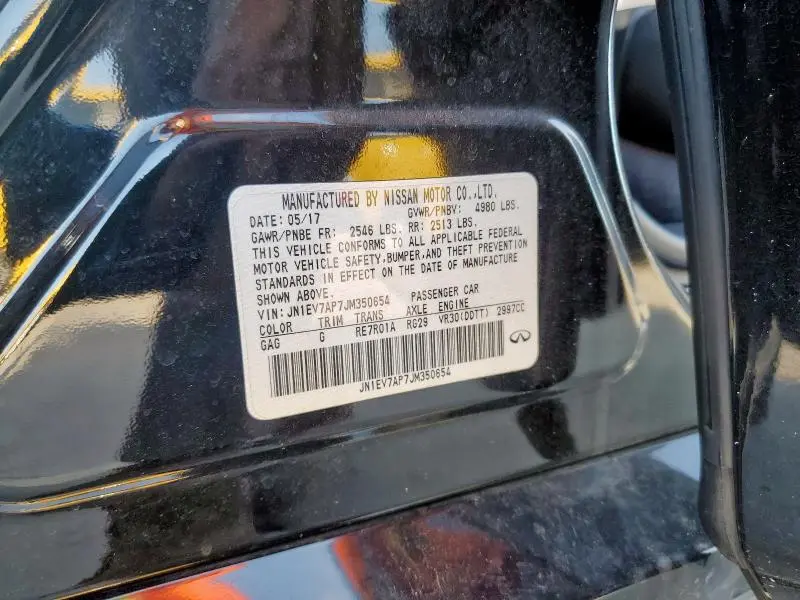 MANUFACTURED BY NISSAN MOTOR CO.,LTD.
DATE: 05/17 GVWR/PNBV: 4980 LBS.
GAWR/PNBE FR: 2546 LBS. RR: 2513 LBS.
THIS VEHICLE CONFORMS TO ALL APPLICABLE FEDERAL
MOTOR VEHICLE SAFETY,BUMPER,AND THEFT PREVENTION
STANDARDS IN EFFECT ON THE DATE OF MANUFACTURE
SHOWN ABOVE.
VIN: JN1EV7AP7JM350654 PASSENGER CAR
COLOR TRIM TRANS AXLE ENGINE
GAG G RE7R01A RG29 VR30(DDTT) 2997CC
JN1EV7AP7JM350654